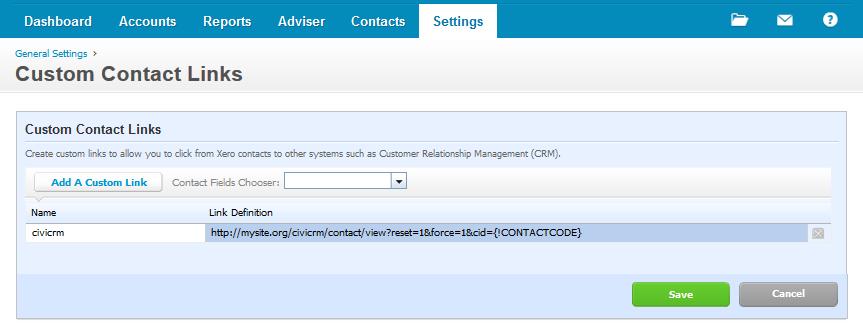 Dashboard Accounts Reports Adviser Contacts Settings
General Settings ›
Custom Contact Links
Custom Contact Links
Create custom links to allow you to click from Xero contacts to other systems such as Customer Relationship Management (CRM).
Add A Custom Link Contact Fields Chooser:
Name Link Definition
civicrm http://mysite.org/civicrm/contact/view?reset=1&force=1&cid={!CONTACTCODE}
Save Cancel